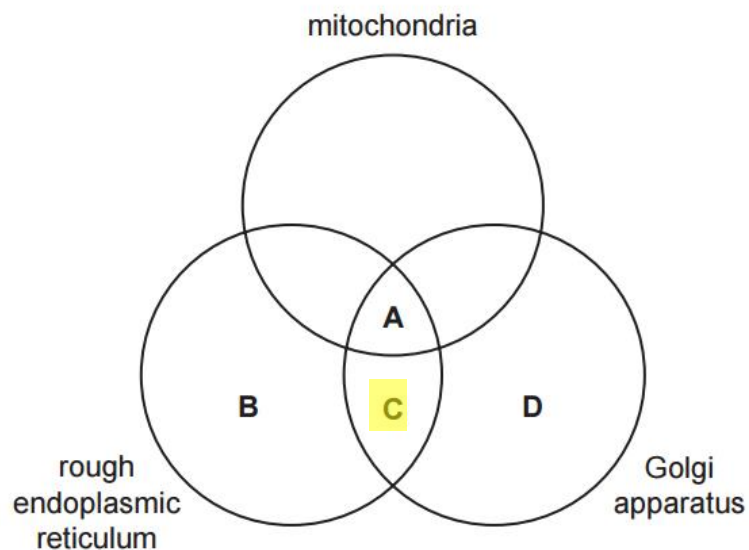 mitochondria
A
B
C
D
rough
endoplasmic
reticulum
Golgi
apparatus